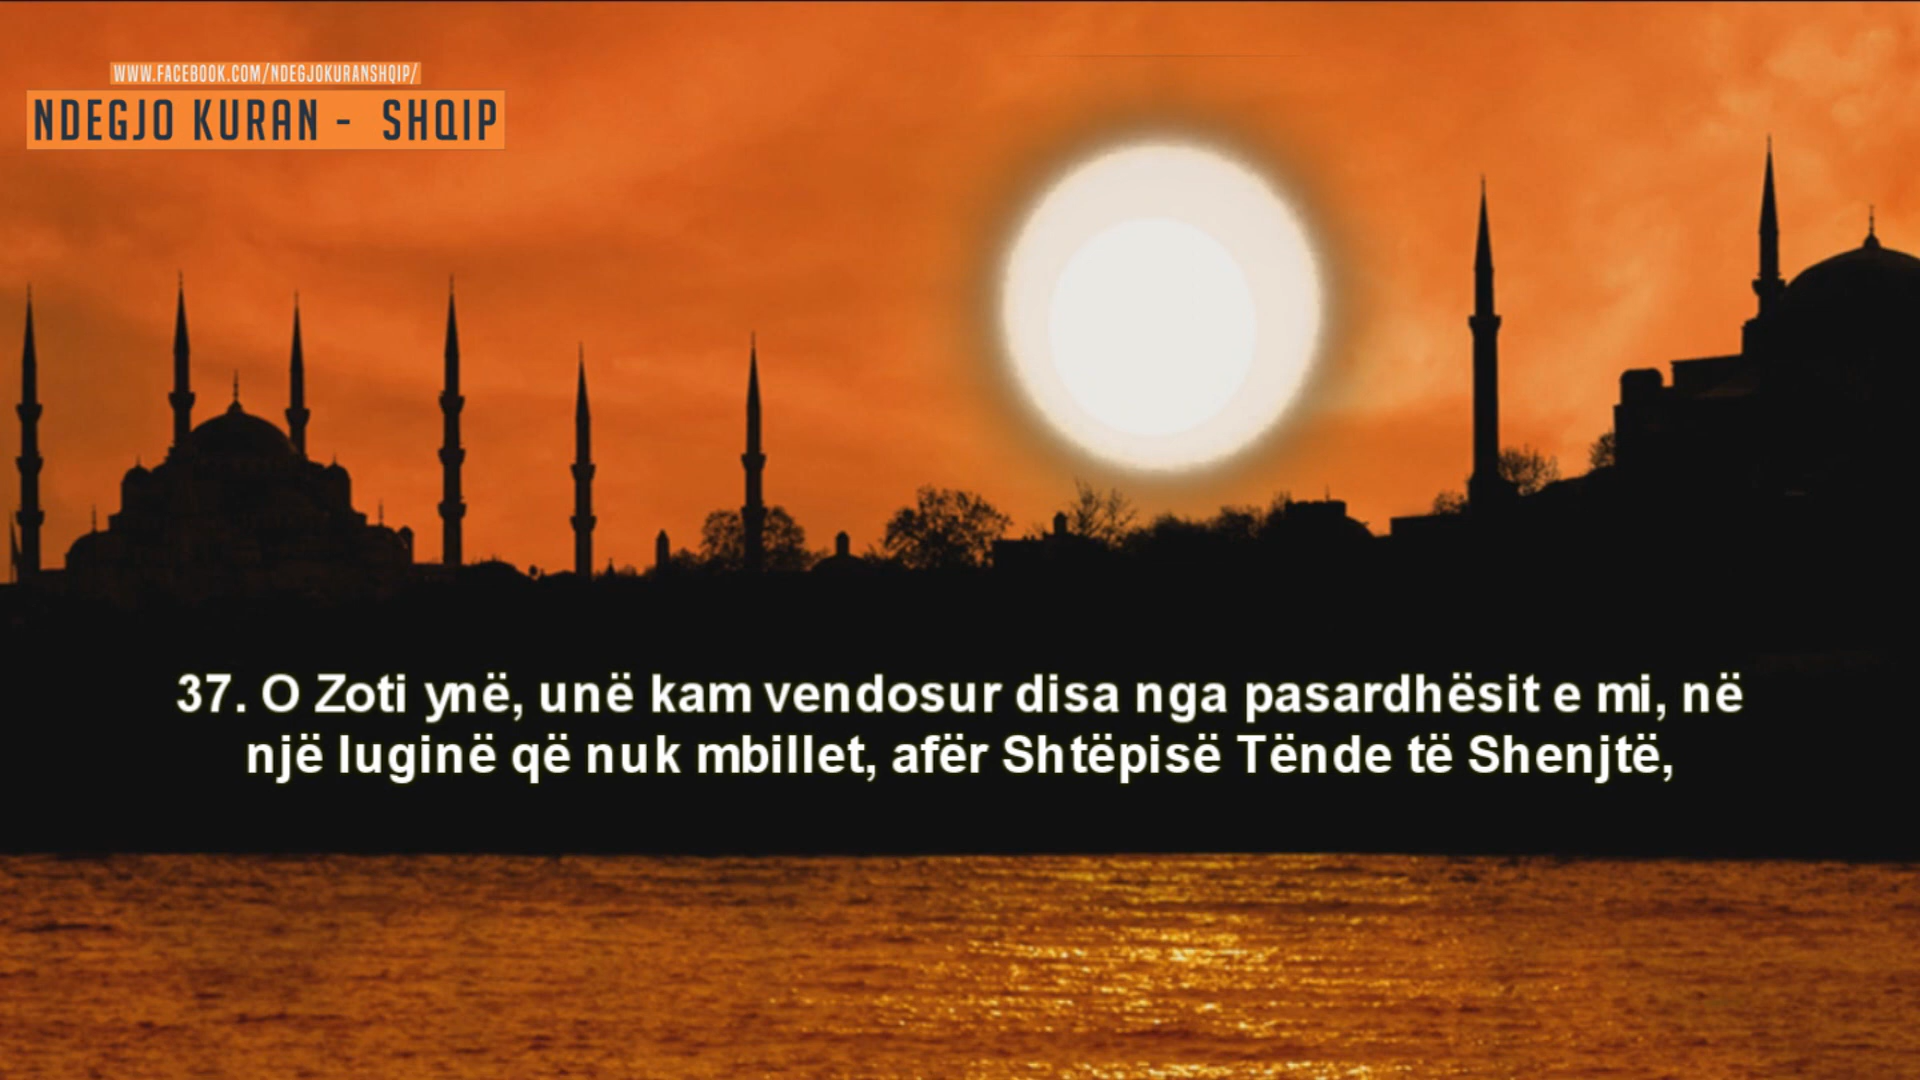 WWW.FACEBOOK.COM/NDEGJOKURANSHQIP/
NDEGJO KURAN - SHQIP
37. O Zoti ynë, unë kam vendosur disa nga pasardhësit e mi, në
një luginë që nuk mbillet, afër Shtëpisë Tënde të Shenjtë,